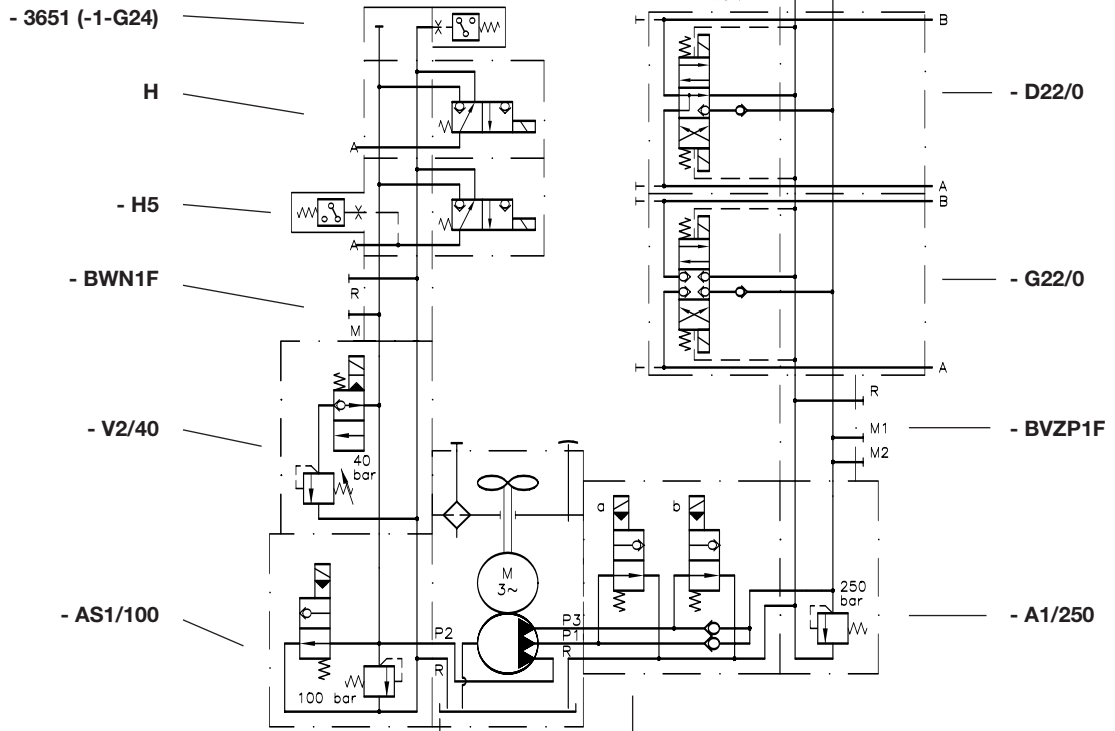 - 3651 (-1-G24)
B
H
- D22/0
A
A
B
- H5
A
- BWN1F
- G22/0
R
M
A
R
- V2/40
M1
- BVZP1F
M2
40
bar
a
b
M
3~
250
bar
- AS1/100
P3
- A1/250
P2
P1
R
R
100 bar